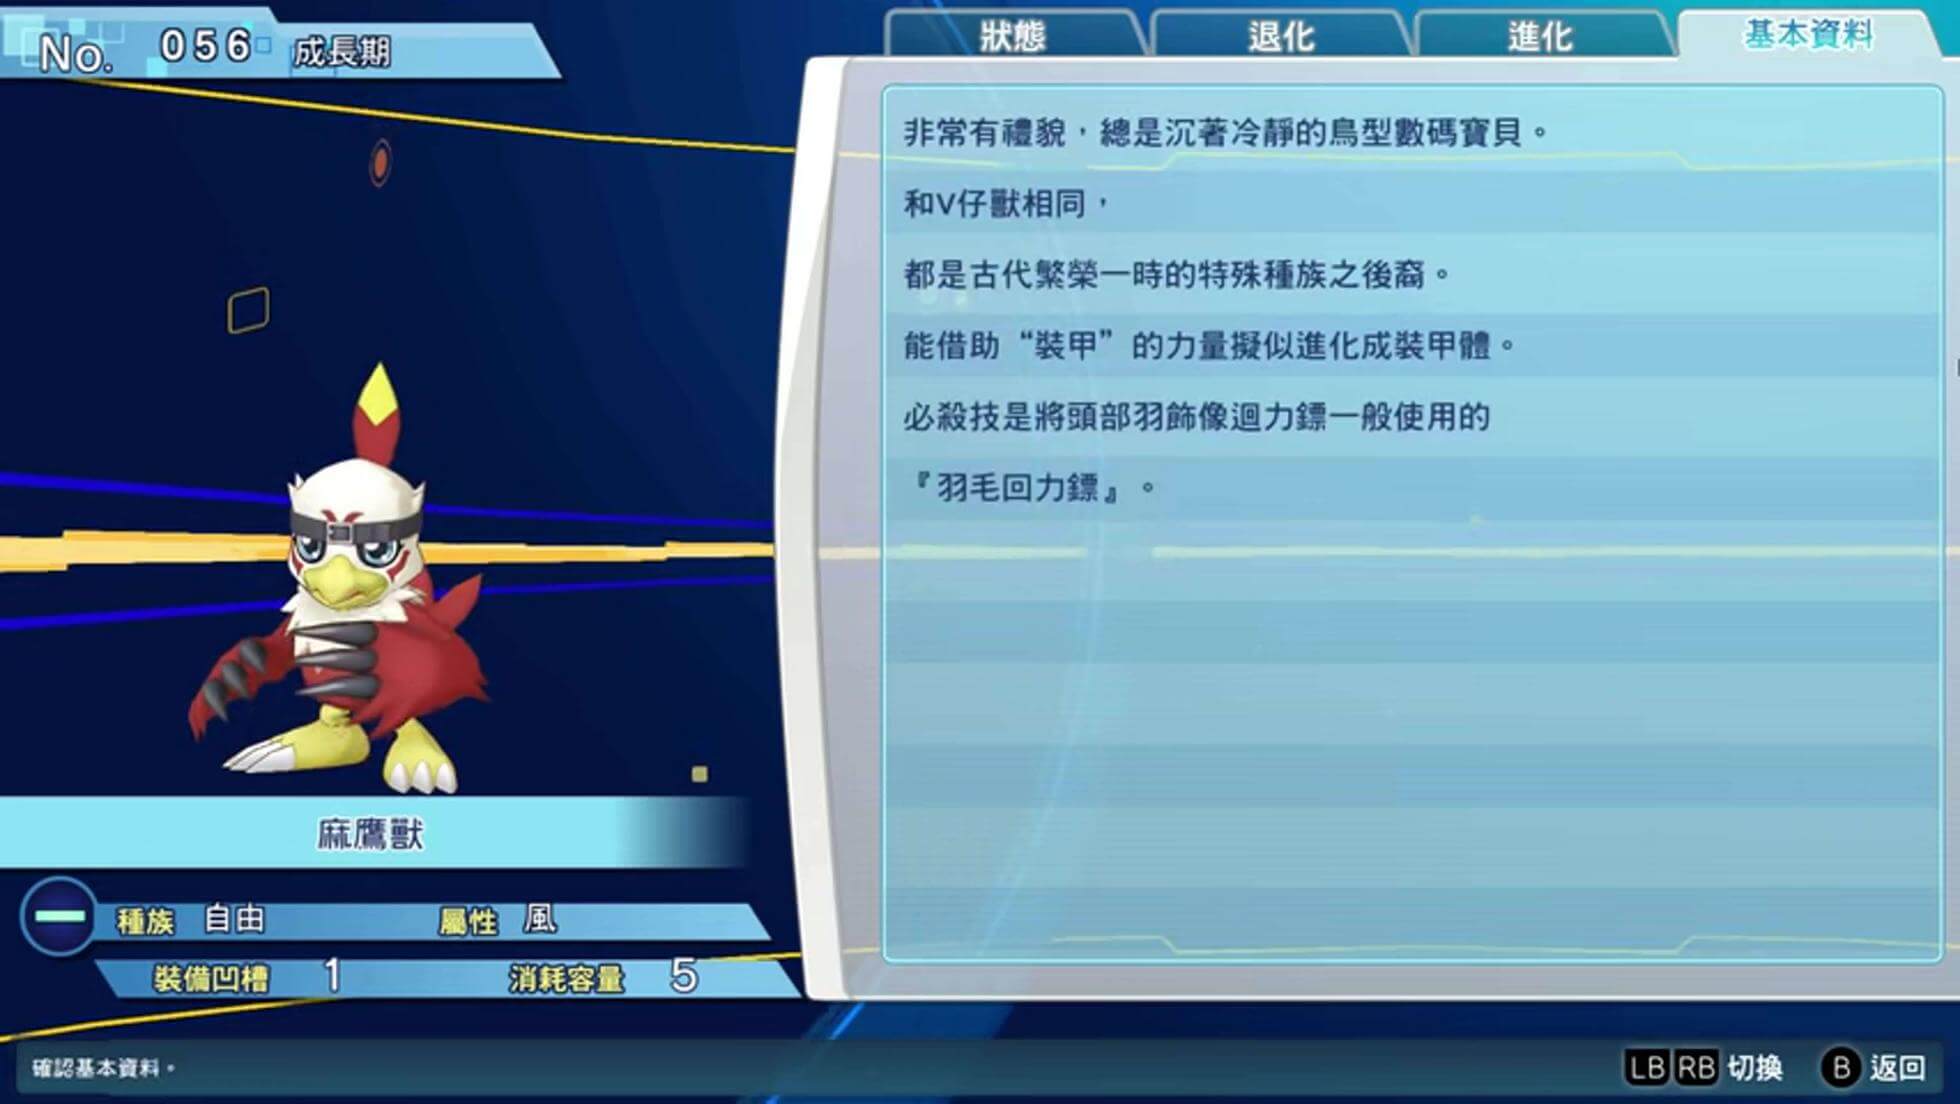 No. 056 成長期
狀態 退化 進化 基本資料
非常有禮貌，總是沉著冷靜的鳥型數碼寶貝。
和V仔獸相同，
都是古代繁榮一時的特殊種族之後裔。
能借助“裝甲”的力量擬似進化成裝甲體。
必殺技是將頭部羽飾像迴力鏢一般使用的
『羽毛回力鏢』。
麻鷹獸
種族 自由 屬性 風
裝備凹槽 1 消耗容量 5
確認基本資料。
LB RB 切換 B 返回